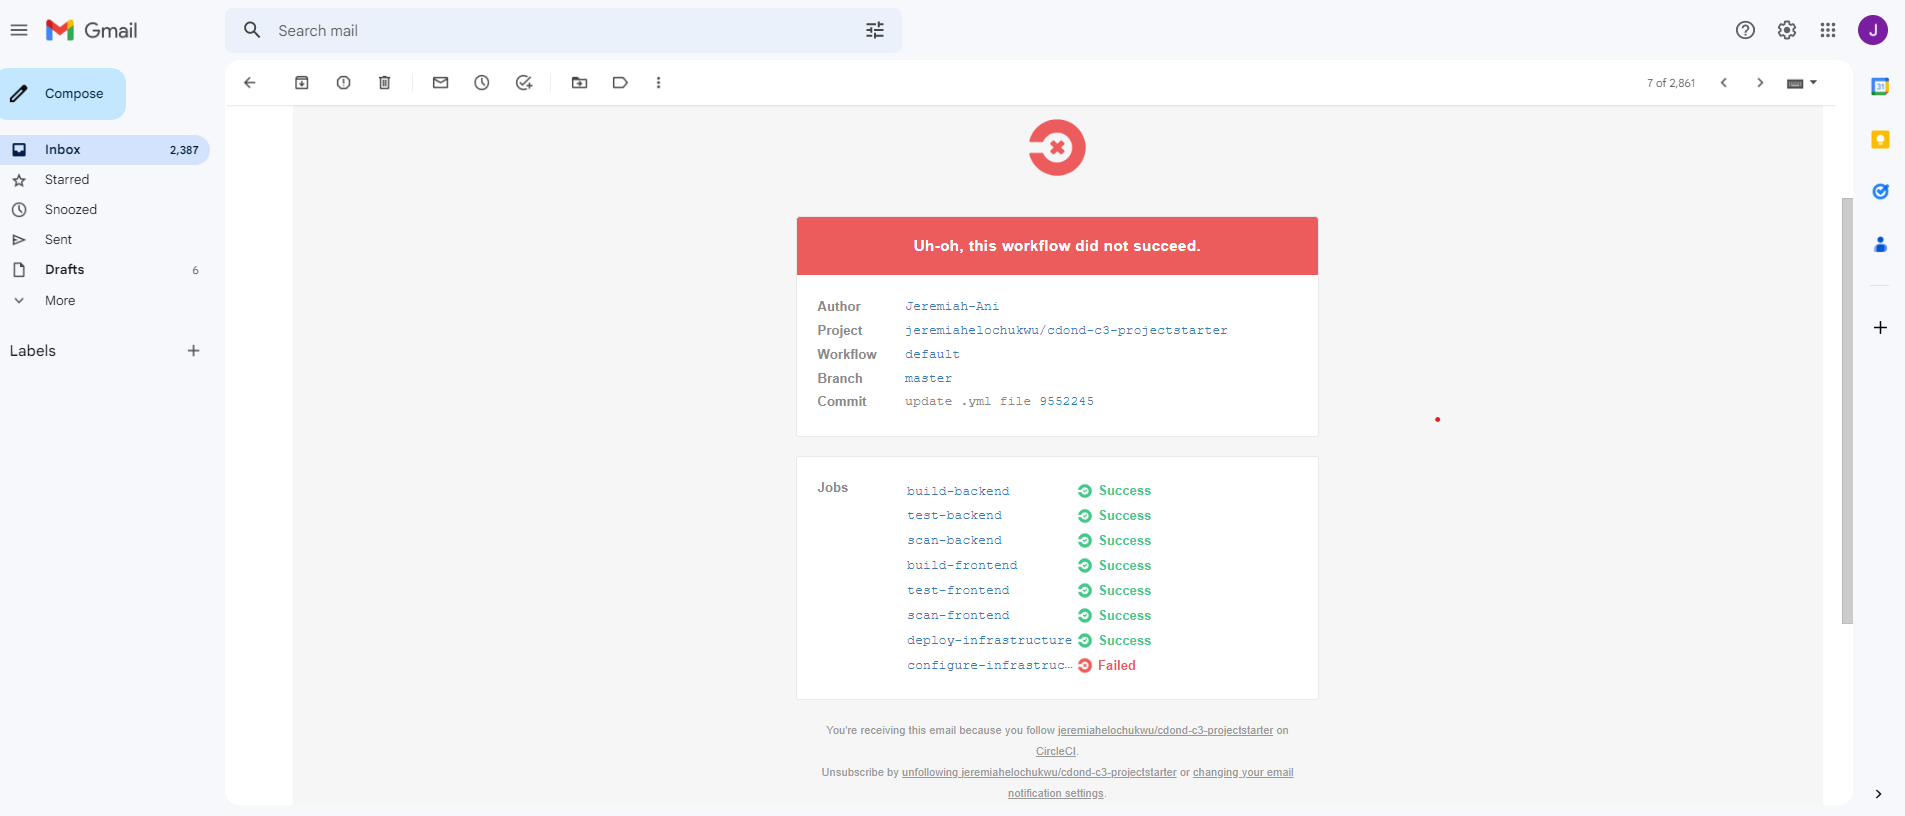 Gmail
Search mail
J
Compose
7 of 2,861
Inbox 2,387
Starred
Snoozed
Sent
Drafts 6
More
Labels
31
Uh-oh, this workflow did not succeed.
Author Jeremiah-Ani
Project jeremiahelochukwu/cdond-c3-projectstarter
Workflow default
Branch master
Commit update .yml file 9552245
Jobs build-backend Success
test-backend Success
scan-backend Success
build-frontend Success
test-frontend Success
scan-frontend Success
deploy-infrastructure Success
configure-infrastruc… Failed
You're receiving this email because you follow jeremiahelochukwu/cdond-c3-projectstarter on
CircleCI.
Unsubscribe by unfollowing jeremiahelochukwu/cdond-c3-projectstarter or changing your email
notification settings.